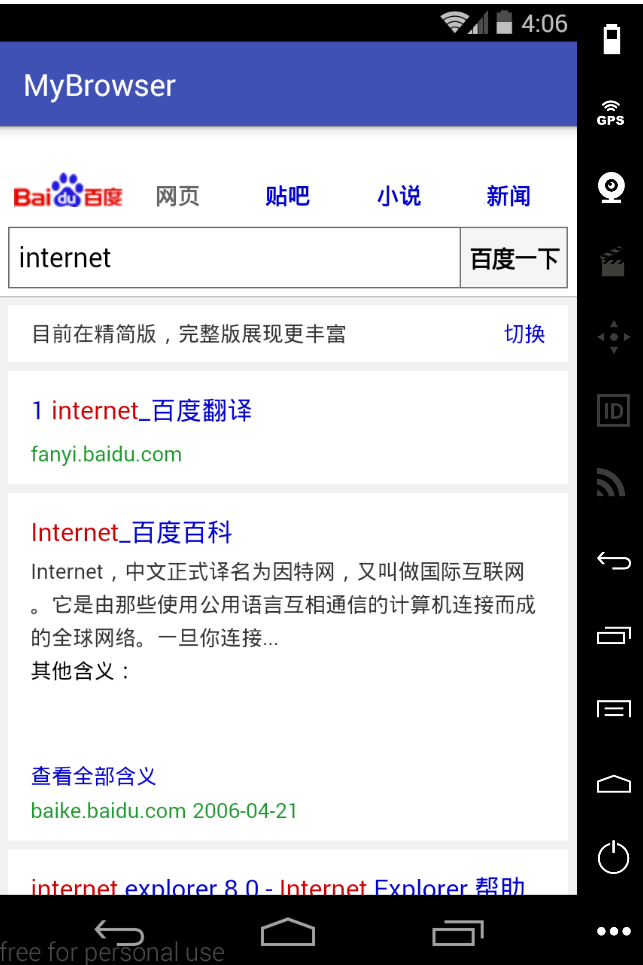 4:06
MyBrowser
GPS
Bai du 百度 网页 贴吧 小说 新闻
internet 百度一下
目前在精简版，完整版展现更丰富 切换
1 internet_百度翻译
fanyi.baidu.com
Internet_百度百科
Internet，中文正式译名为因特网，又叫做国际互联网
。它是由那些使用公用语言互相通信的计算机连接而成
的全球网络。一旦你连接...
其他含义：
查看全部含义
baike.baidu.com 2006-04-21
internet explorer 8.0 - Internet Explorer 帮助
ID
free for personal use